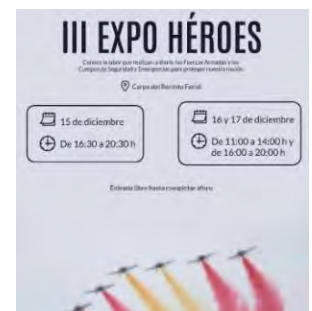 III EXPO HÉROES
Conoce la labor que realizan a diario las Fuerzas Armadas y los
Cuerpos de Seguridad y Emergencias para proteger nuestra nación.
Carpa del Recinto Ferial
15 de diciembre
De 16:30 a 20:30 h
16 y 17 de diciembre
De 11:00 a 14:00 h y
de 16:00 a 20:00 h
Entrada libre hasta completar aforo